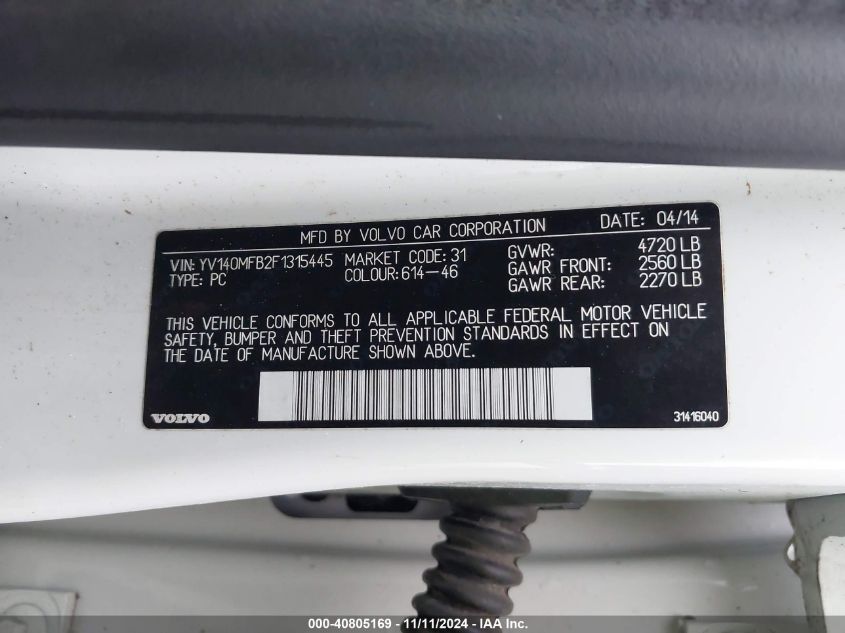 MFD BY VOLVO CAR CORPORATION DATE: 04/14
VIN: YV140MFB2F1315445 MARKET CODE: 31 GVWR: 4720 LB
TYPE: PC COLOUR: 614-46 GAWR FRONT: 2560 LB
GAWR REAR: 2270 LB
THIS VEHICLE CONFORMS TO ALL APPLICABLE FEDERAL MOTOR VEHICLE
SAFETY, BUMPER AND THEFT PREVENTION STANDARDS IN EFFECT ON
THE DATE OF MANUFACTURE SHOWN ABOVE.
VOLVO 31416040
000-40805169 - 11/11/2024 - IAA Inc.